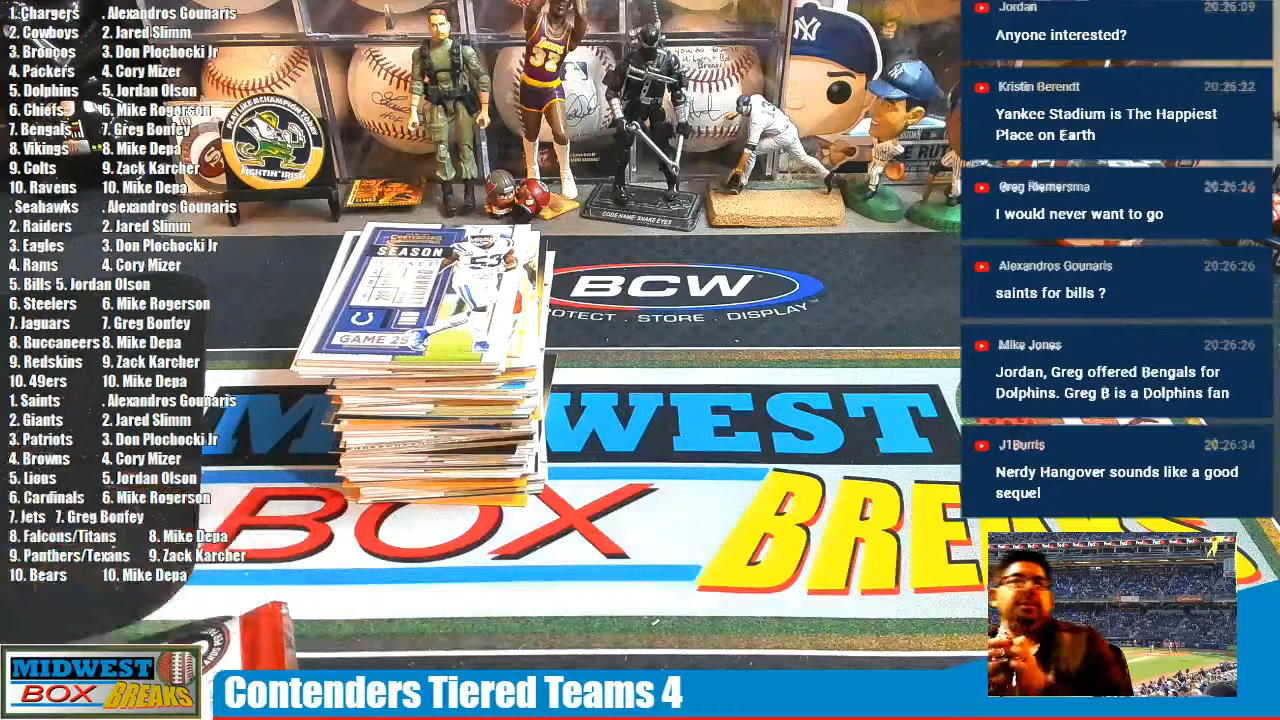 1. Chargers . Alexandros Gounaris
2. Cowboys 2. Jared Slimm
3. Broncos 3. Don Plochocki Jr
4. Packers 4. Cory Mizer
5. Dolphins 5. Jordan Olson
6. Chiefs 6. Mike Rogerson
7. Bengals 7. Greg Bonfey
8. Vikings 8. Mike Depa
9. Colts 9. Zack Karcher
10. Ravens 10. Mike Depa
. Seahawks . Alexandros Gounaris
2. Raiders 2. Jared Slimm
3. Eagles 3. Don Plochocki Jr
4. Rams 4. Cory Mizer
5. Bills 5. Jordan Olson
6. Steelers 6. Mike Rogerson
7. Jaguars 7. Greg Bonfey
8. Buccaneers 8. Mike Depa
9. Redskins 9. Zack Karcher
10. 49ers 10. Mike Depa
1. Saints . Alexandros Gounaris
2. Giants 2. Jared Slimm
3. Patriots 3. Don Plochocki Jr
4. Browns 4. Cory Mizer
5. Lions 5. Jordan Olson
6. Cardinals 6. Mike Rogerson
7. Jets 7. Greg Bonfey
8. Falcons/Titans 8. Mike Depa
9. Panthers/Texans 9. Zack Karcher
10. Bears 10. Mike Depa
PLAY LIKE A CHAMPION TODAY
FIGHTIN' IRISH
32
CODE NAME: SNAKE EYES
CONTENDERS
SEASON
53
GAME 25
BCW
PROTECT . STORE . DISPLAY
MIDWEST
BOX BRE
Jordan 20:26:09
Anyone interested?
Kristin Berendt 20:26:22
Yankee Stadium is The Happiest
Place on Earth
Greg Riemersma 20:26:26
I would never want to go
Alexandros Gounaris 20:26:26
saints for bills ?
Mike Jones 20:26:26
Jordan, Greg offered Bengals for
Dolphins. Greg B is a Dolphins fan
J1Burris 20:26:34
Nerdy Hangover sounds like a good
sequel
MIDWEST
BOX BREAKS
Contenders Tiered Teams 4